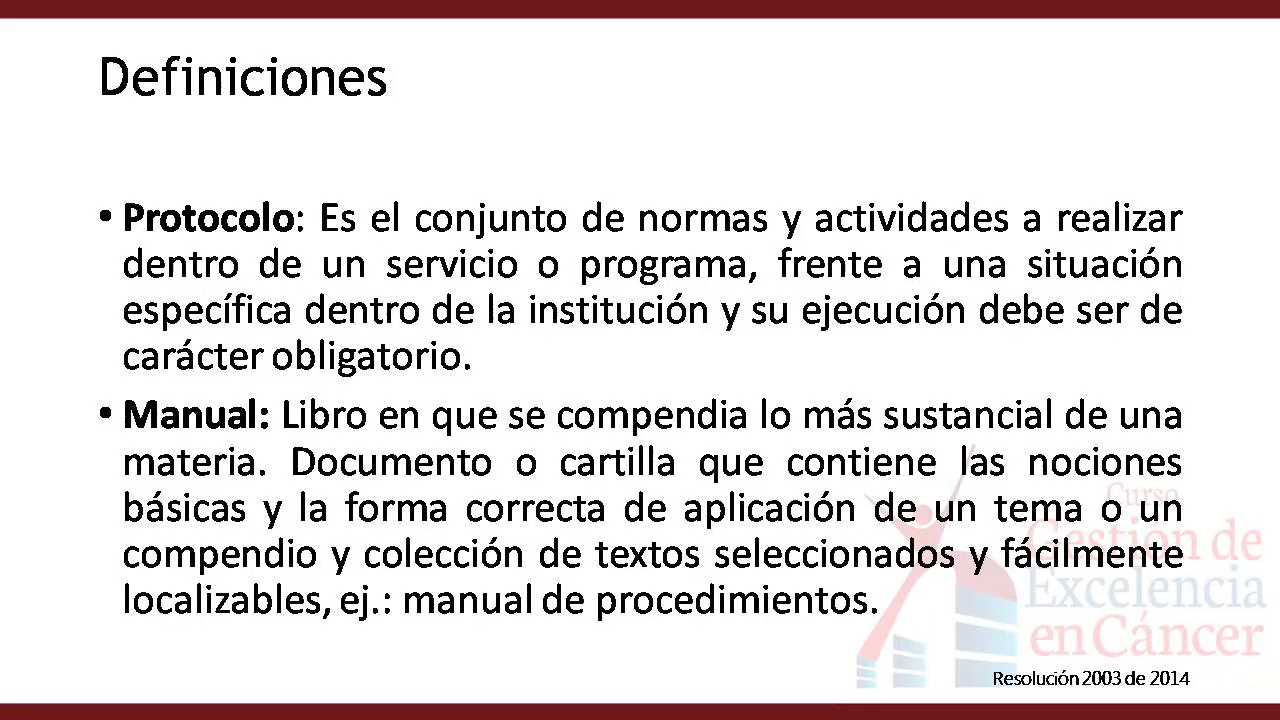 Definiciones
• Protocolo: Es el conjunto de normas y actividades a realizar
dentro de un servicio o programa, frente a una situación
específica dentro de la institución y su ejecución debe ser de
carácter obligatorio.
• Manual: Libro en que se compendia lo más sustancial de una
materia. Documento o cartilla que contiene las nociones
básicas y la forma correcta de aplicación de un tema o un
compendio y colección de textos seleccionados y fácilmente
localizables, ej.: manual de procedimientos.
Curso
Gestión de
Excelencia
en Cáncer
Resolución 2003 de 2014